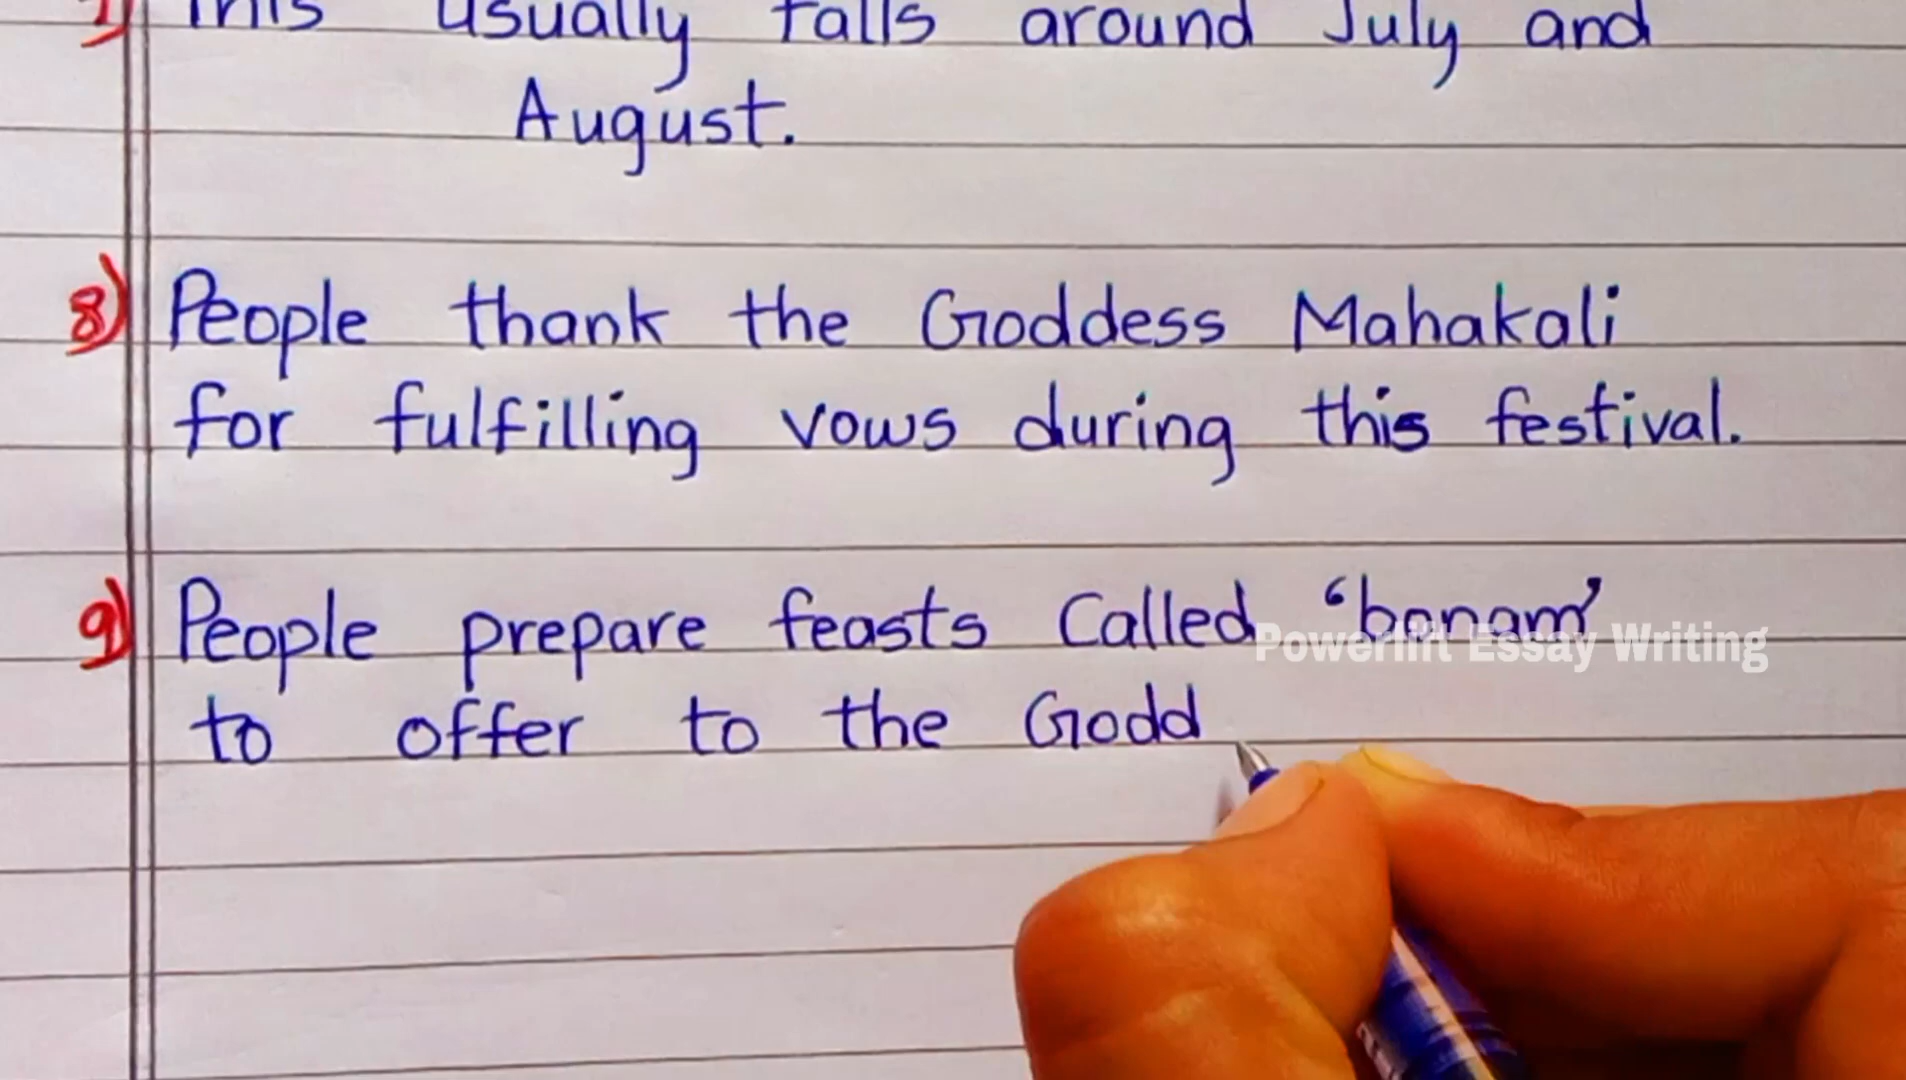 7) This usually falls around July and
August.
8) People thank the Goddess Mahakali
for fulfilling vows during this festival.
9) People prepare feasts Called ‘bonam’
Powerlift Essay Writing
to offer to the Godd